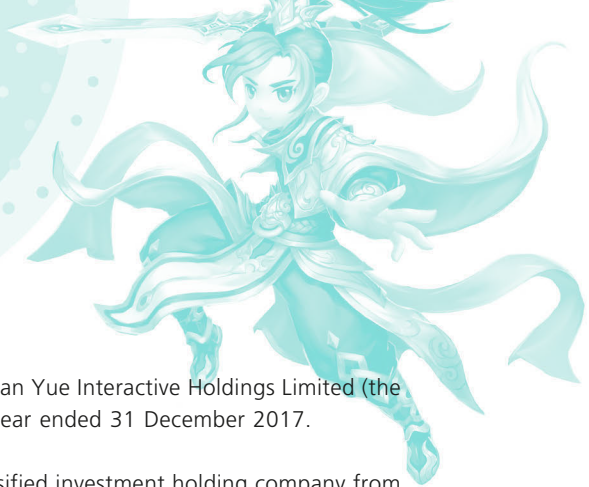 an Yue Interactive Holdings Limited (the
ear ended 31 December 2017.
sified investment holding company from